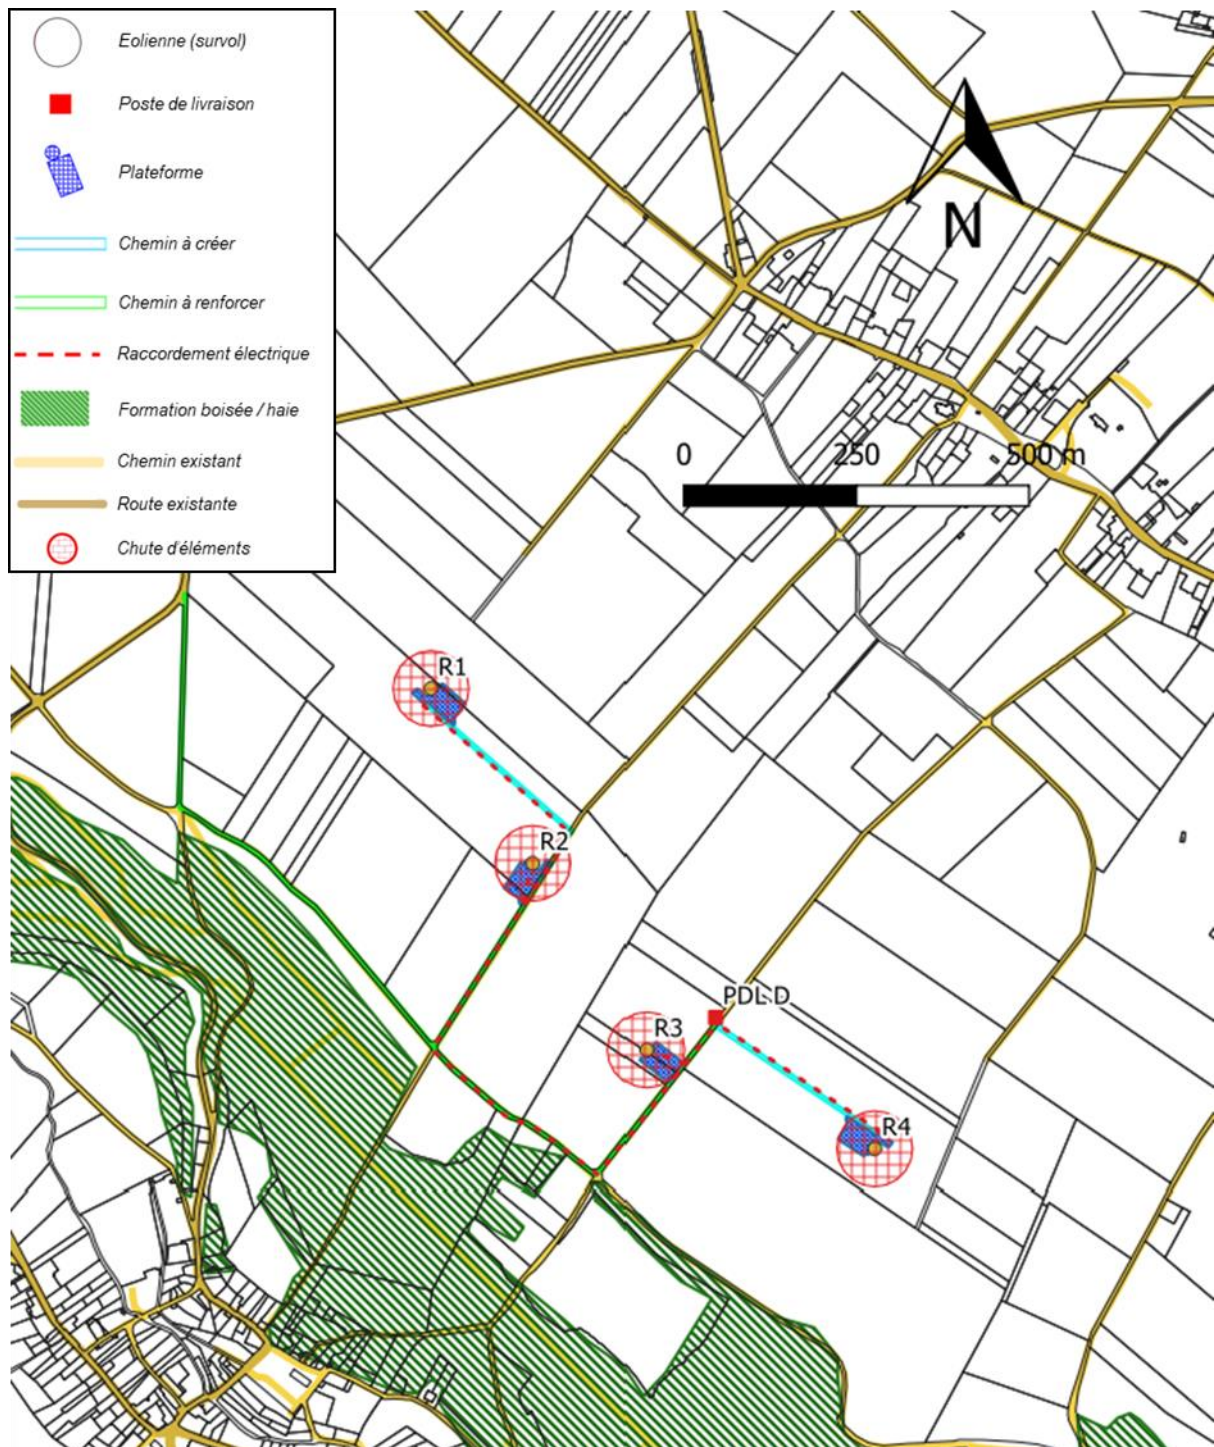 Eolienne (survol)
Poste de livraison
Plateforme
Chemin à créer
Chemin à renforcer
Raccordement électrique
Formation boisée / haie
Chemin existant
Route existante
Chute d'éléments
N
0 250 500 m
R1
R2
PDL D
R3
R4